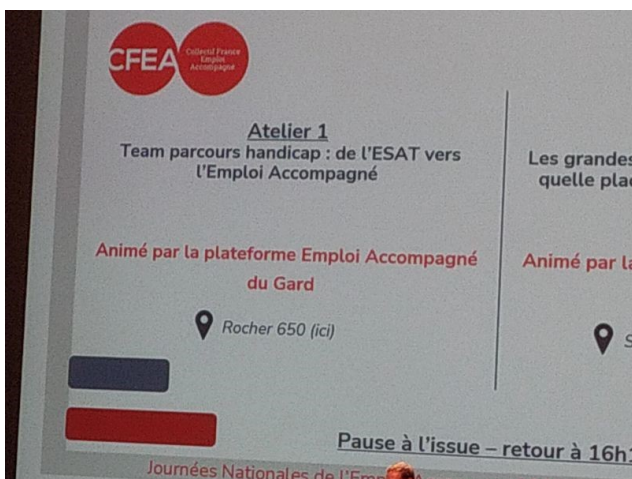 CFEA
Collectif France
Emploi
Accompagné
Atelier 1
Team parcours handicap : de l'ESAT vers
l'Emploi Accompagné
Animé par la plateforme Emploi Accompagné
du Gard
Rocher 650 (ici)
Les grandes
quelle
Animé par
Pause à l'issue – retour à 16h
Journées Nationales de